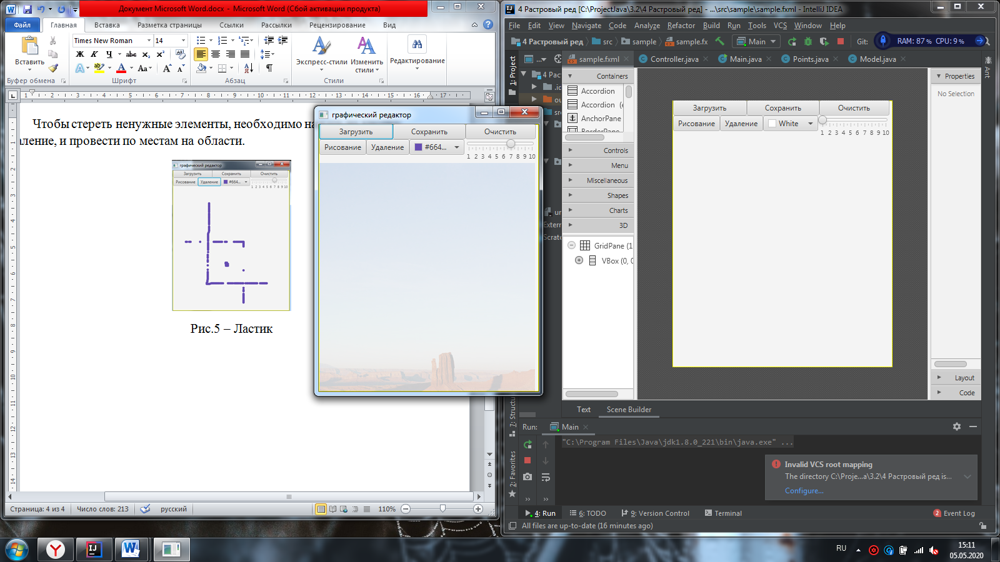 Документ Microsoft Word.docx - Microsoft Word (Сбой активации продукта)
Файл Главная Вставка Разметка страницы Ссылки Рассылки Рецензирование Вид
Вставить
Times New Roman 14
Ж К Ч abc x₂ x²
Aa
Экспресс-стили
Изменить стили
Редактирование
Буфер обмена Шрифт Абзац Стили
Чтобы стереть ненужные элементы, необходимо на
аление, и провести по местам на области.
графический редактор
Загрузить Сохранить Очистить
Рисование Удаление #664...
1 2 3 4 5 6 7 8 9 10
Рис.5 – Ластик
Страница: 4 из 4 Число слов: 213 русский 110%
графический редактор
Загрузить Сохранить Очистить
Рисование Удаление #664...
1 2 3 4 5 6 7 8 9 10
4 Растровый ред [C:\ProjectJava\3.2\4 Растровый ред] - ...\src\sample\sample.fxml - IntelliJ IDEA
File Edit View Navigate Code Analyze Refactor Build Run Tools VCS Window Help
4 Растровый ред src sample sample.fx Main Git: RAM: 87 % CPU: 9 %
sample.fxml Controller.java Main.java Points.java Model.java
1: Project
4 Рас
.ic
ou
src
un
Extern
Scratc
Containers
Accordion
Accordion (e
AnchorPane
BorderPane
Controls
Menu
Miscellaneous
Shapes
Charts
3D
GridPane (1
VBox (0, 0
Загрузить Сохранить Очистить
Рисование Удаление White
1 2 3 4 5 6 7 8 9 10
Properties
No Selection
Layout
Code
Ant
Text Scene Builder
7: Structu
2: Favorites
Run: Main
"C:\Program Files\Java\jdk1.8.0_221\bin\java.exe" ...
Invalid VCS root mapping
The directory C:\Proje...a\3.2\4 Растровый ред is...
Configure...
4: Run 6: TODO 9: Version Control Terminal 2 Event Log
All files are up-to-date (16 minutes ago)
RU
15:11
05.05.2020